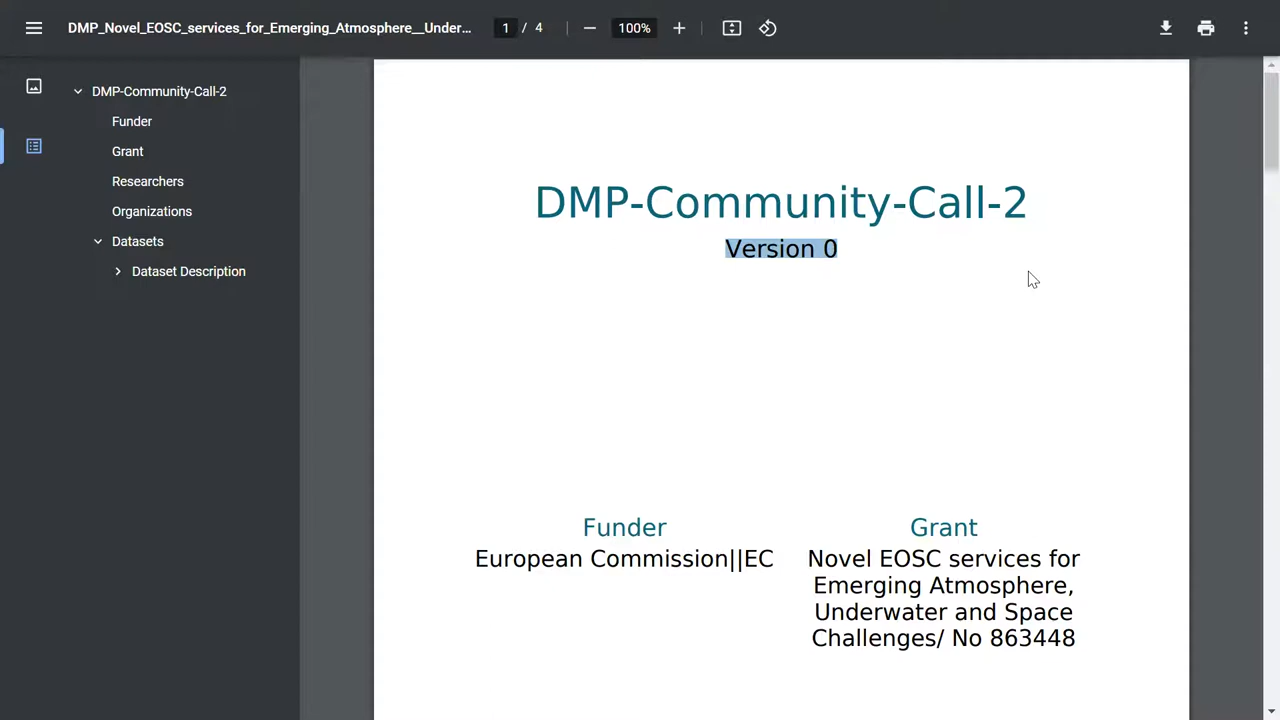 DMP_Novel_EOSC_services_for_Emerging_Atmosphere__Under...
1 / 4
100%
DMP-Community-Call-2
Funder
Grant
Researchers
Organizations
Datasets
Dataset Description
DMP-Community-Call-2
Version 0
Funder
European Commission||EC
Grant
Novel EOSC services for
Emerging Atmosphere,
Underwater and Space
Challenges/ No 863448